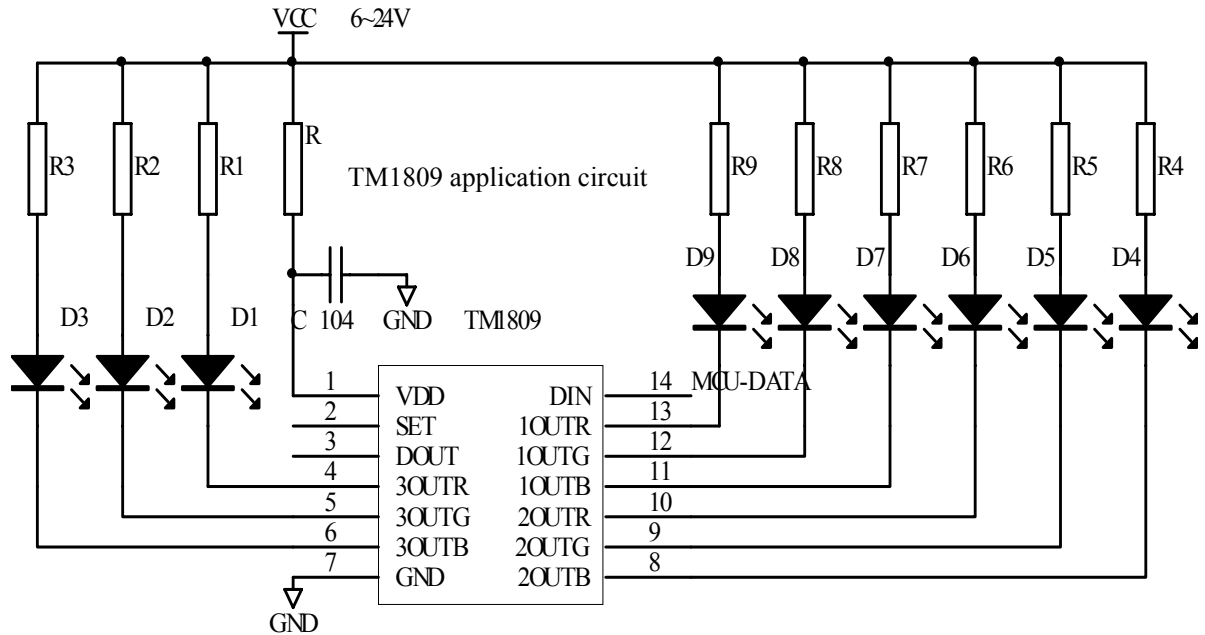 VCC 6~24V
R3 R2 R1 R R9 R8 R7 R6 R5 R4
TM1809 application circuit
D9 D8 D7 D6 D5 D4
D3 D2 D1 C 104 GND TM1809
1 VDD DIN 14 MCU-DATA
2 SET 1OUTR 13
3 DOUT 1OUTG 12
4 3OUTR 1OUTB 11
5 3OUTG 2OUTR 10
6 3OUTB 2OUTG 9
7 GND 2OUTB 8
GND